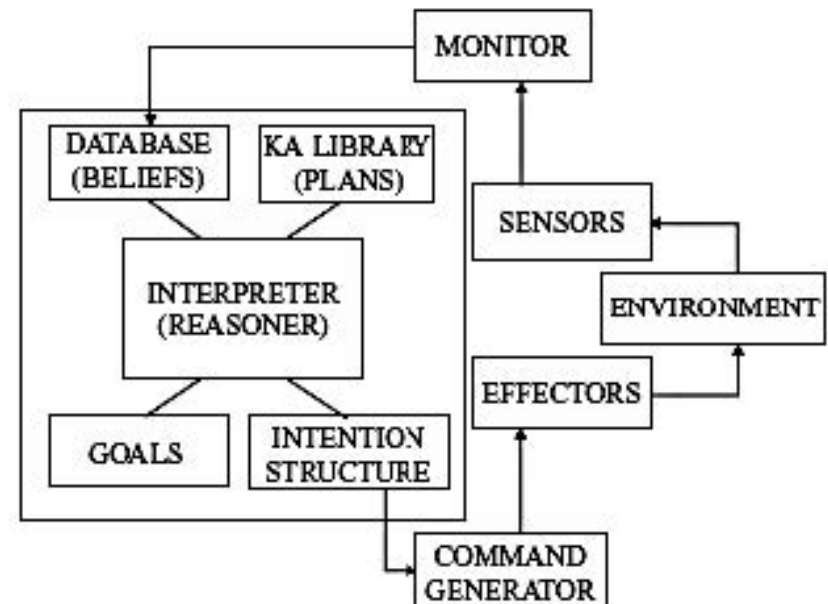 MONITOR
DATABASE
(BELIEFS)
KA LIBRARY
(PLANS)
SENSORS
INTERPRETER
(REASONER)
ENVIRONMENT
EFFECTORS
GOALS
INTENTION
STRUCTURE
COMMAND
GENERATOR